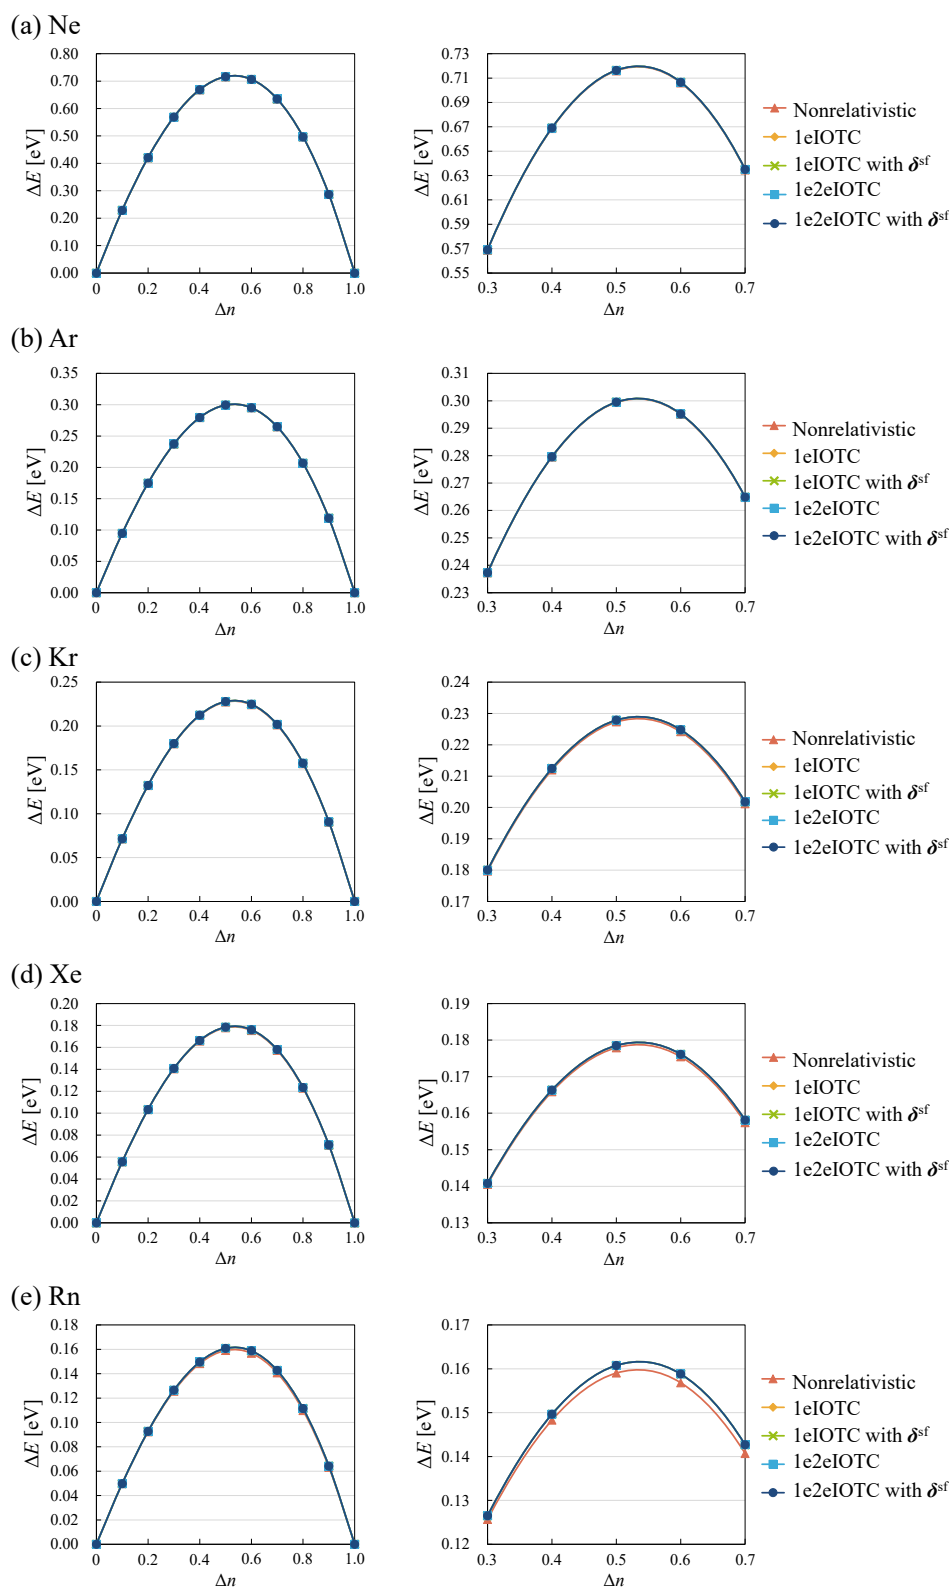 (a) Ne
ΔE [eV]
0.80
0.70
0.60
0.50
0.40
0.30
0.20
0.10
0.00
0 0.2 0.4 0.6 0.8 1.0
Δn
ΔE [eV]
0.73
0.71
0.69
0.67
0.65
0.63
0.61
0.59
0.57
0.55
0.3 0.4 0.5 0.6 0.7
Δn
Nonrelativistic
1eIOTC
1eIOTC with δsf
1e2eIOTC
1e2eIOTC with δsf
(b) Ar
ΔE [eV]
0.35
0.30
0.25
0.20
0.15
0.10
0.05
0.00
0 0.2 0.4 0.6 0.8 1.0
Δn
ΔE [eV]
0.31
0.30
0.29
0.28
0.27
0.26
0.25
0.24
0.23
0.3 0.4 0.5 0.6 0.7
Δn
Nonrelativistic
1eIOTC
1eIOTC with δsf
1e2eIOTC
1e2eIOTC with δsf
(c) Kr
ΔE [eV]
0.25
0.20
0.15
0.10
0.05
0.00
0 0.2 0.4 0.6 0.8 1.0
Δn
ΔE [eV]
0.24
0.23
0.22
0.21
0.20
0.19
0.18
0.17
0.3 0.4 0.5 0.6 0.7
Δn
Nonrelativistic
1eIOTC
1eIOTC with δsf
1e2eIOTC
1e2eIOTC with δsf
(d) Xe
ΔE [eV]
0.20
0.18
0.16
0.14
0.12
0.10
0.08
0.06
0.04
0.02
0.00
0 0.2 0.4 0.6 0.8 1.0
Δn
ΔE [eV]
0.19
0.18
0.17
0.16
0.15
0.14
0.13
0.3 0.4 0.5 0.6 0.7
Δn
Nonrelativistic
1eIOTC
1eIOTC with δsf
1e2eIOTC
1e2eIOTC with δsf
(e) Rn
ΔE [eV]
0.18
0.16
0.14
0.12
0.10
0.08
0.06
0.04
0.02
0.00
0 0.2 0.4 0.6 0.8 1.0
Δn
ΔE [eV]
0.17
0.16
0.15
0.14
0.13
0.12
0.3 0.4 0.5 0.6 0.7
Δn
Nonrelativistic
1eIOTC
1eIOTC with δsf
1e2eIOTC
1e2eIOTC with δsf